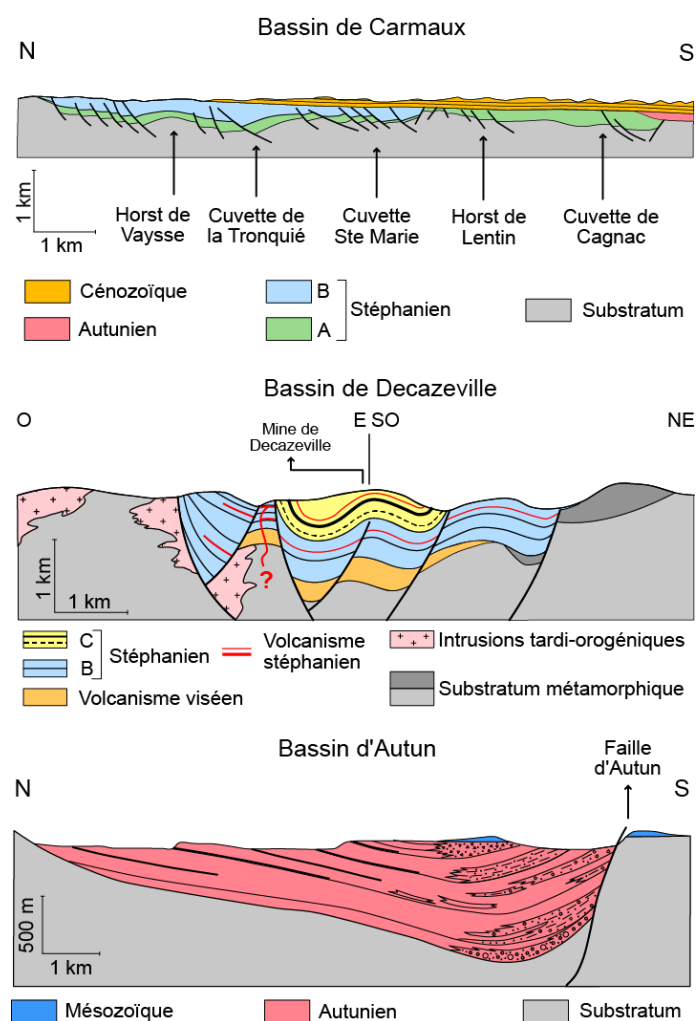 Bassin de Carmaux
N
S
1 km
1 km
Horst de
Vaysse
Cuvette de
la Tronquié
Cuvette
Ste Marie
Horst de
Lentin
Cuvette de
Cagnac
Cénozoïque
Autunien
B
A
Stéphanien
Substratum
Bassin de Decazeville
O
E SO
NE
Mine de
Decazeville
?
1 km
1 km
C
B
Stéphanien
Volcanisme
stéphanien
Volcanisme viséen
Intrusions tardi-orogéniques
Substratum métamorphique
Bassin d'Autun
Faille
d'Autun
N
S
500 m
1 km
Mésozoïque
Autunien
Substratum